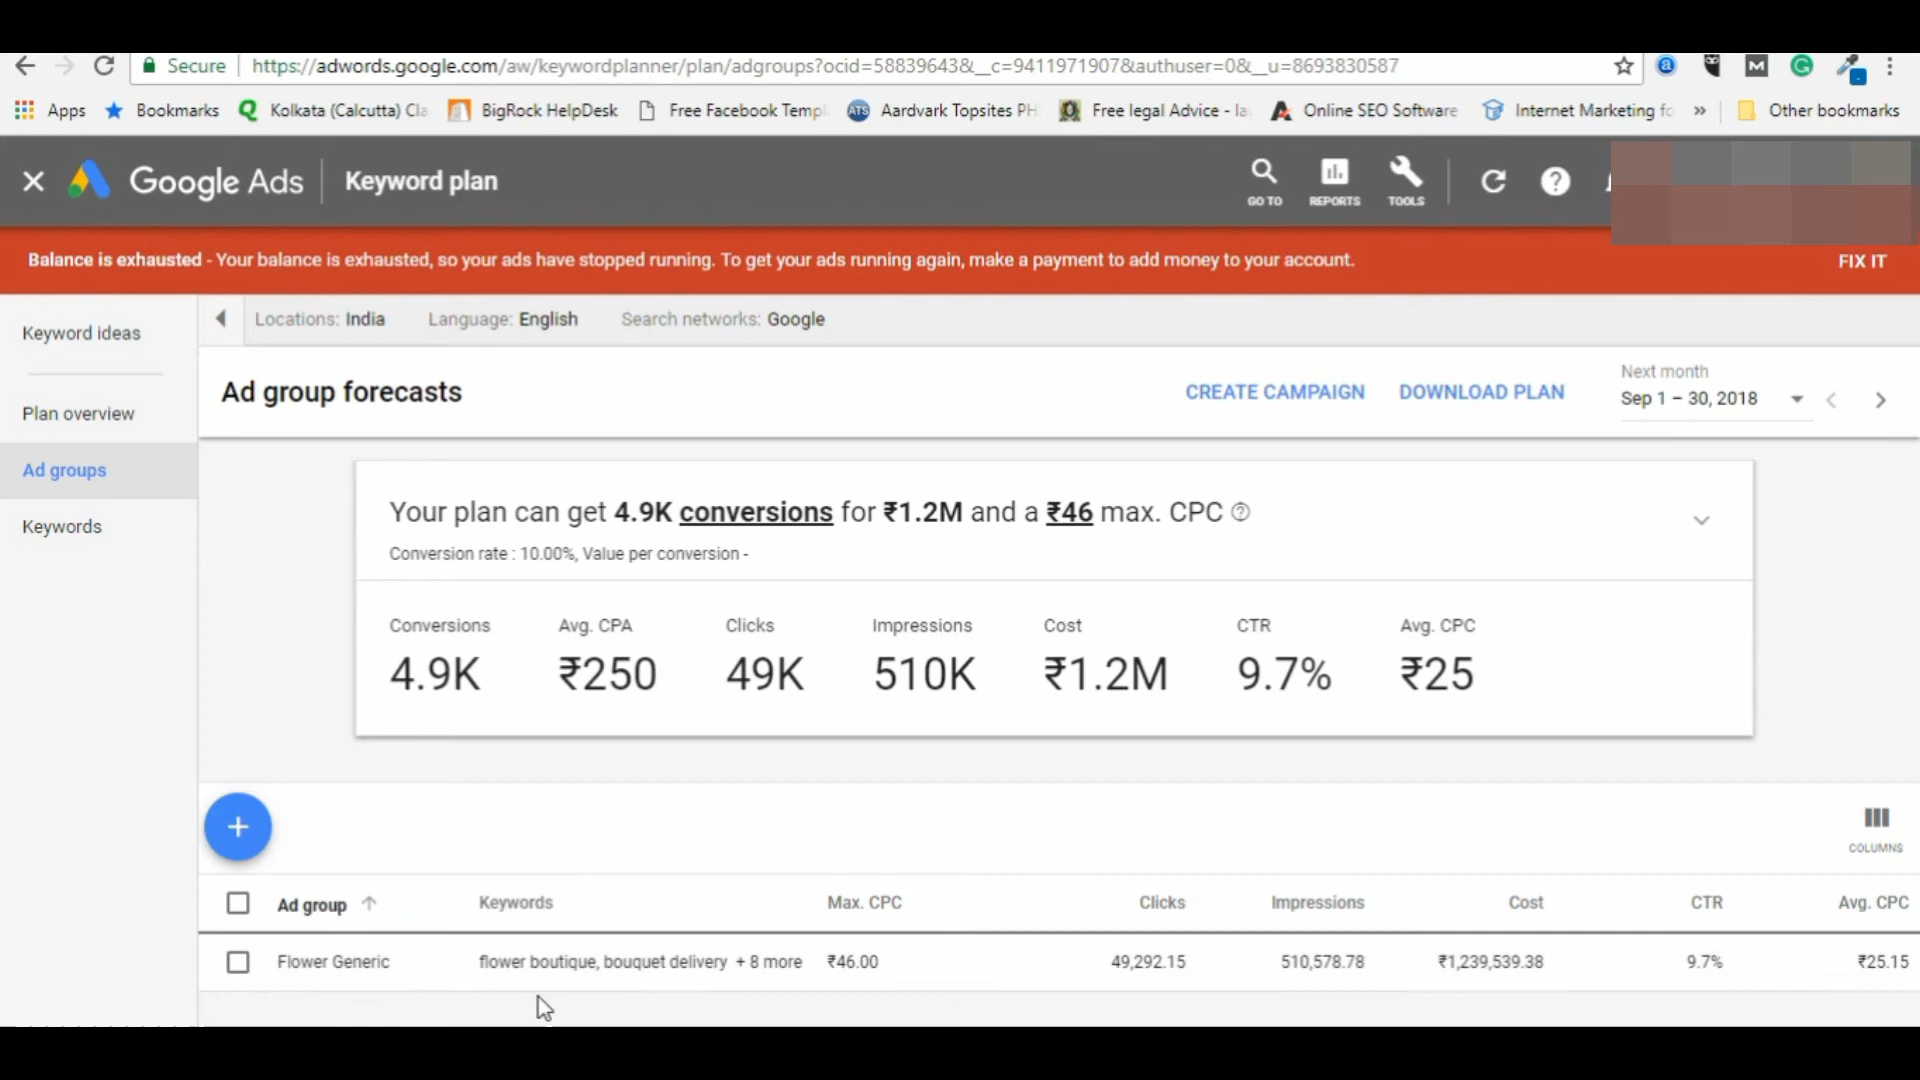 Secure https://adwords.google.com/aw/keywordplanner/plan/adgroups?ocid=58839643&__c=9411971907&authuser=0&__u=8693830587
Apps Bookmarks Kolkata (Calcutta) Cla BigRock HelpDesk Free Facebook Templ Aardvark Topsites PH Free legal Advice - la Online SEO Software Internet Marketing fo » Other bookmarks
Google Ads Keyword plan GO TO REPORTS TOOLS
Balance is exhausted - Your balance is exhausted, so your ads have stopped running. To get your ads running again, make a payment to add money to your account. FIX IT
Keyword ideas
Locations: India Language: English Search networks: Google
Plan overview
Ad groups
Keywords
Ad group forecasts CREATE CAMPAIGN DOWNLOAD PLAN
Next month
Sep 1 – 30, 2018
Your plan can get 4.9K conversions for ₹1.2M and a ₹46 max. CPC
Conversion rate : 10.00%, Value per conversion -
Conversions Avg. CPA Clicks Impressions Cost CTR Avg. CPC
4.9K ₹250 49K 510K ₹1.2M 9.7% ₹25
COLUMNS
Ad group Keywords Max. CPC Clicks Impressions Cost CTR Avg. CPC
Flower Generic flower boutique, bouquet delivery + 8 more ₹46.00 49,292.15 510,578.78 ₹1,239,539.38 9.7% ₹25.15